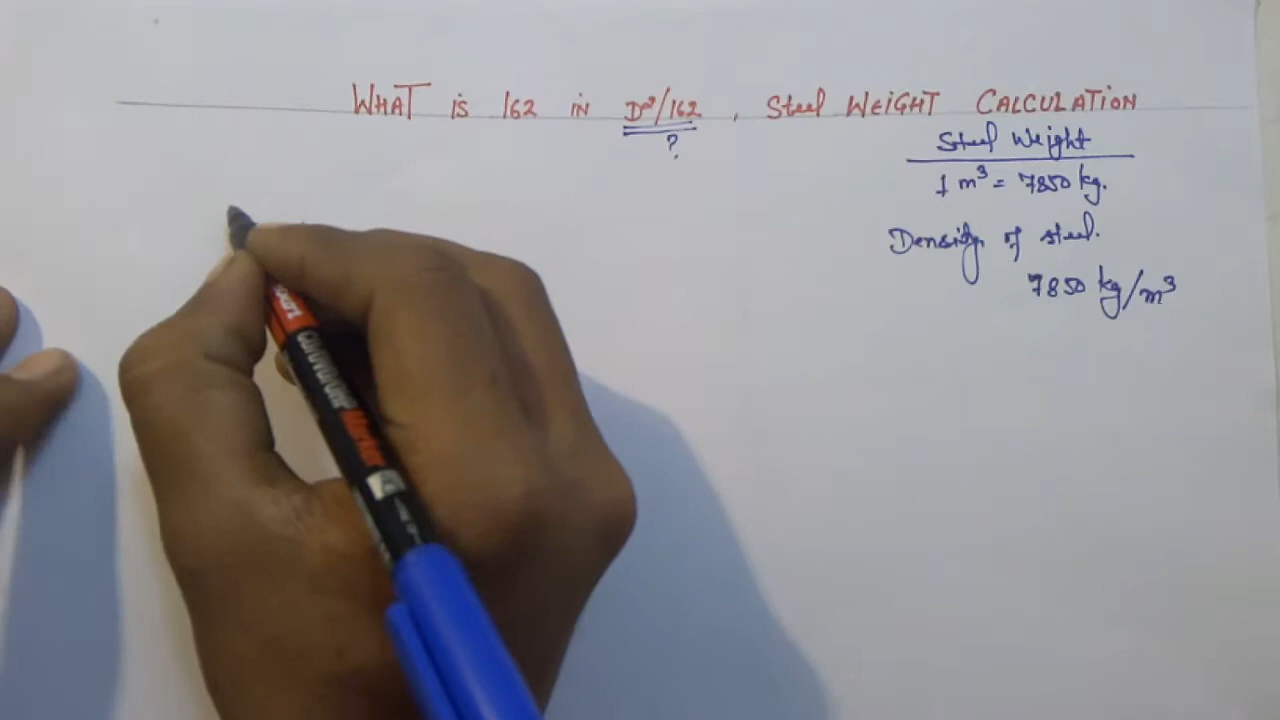 WHAT is 162 in D²/162, Steel WEIGHT CALCULATION
?
Steel Weight
1 m³ = 7850 kg.
Density of steel.
7850 kg/m³
Marker